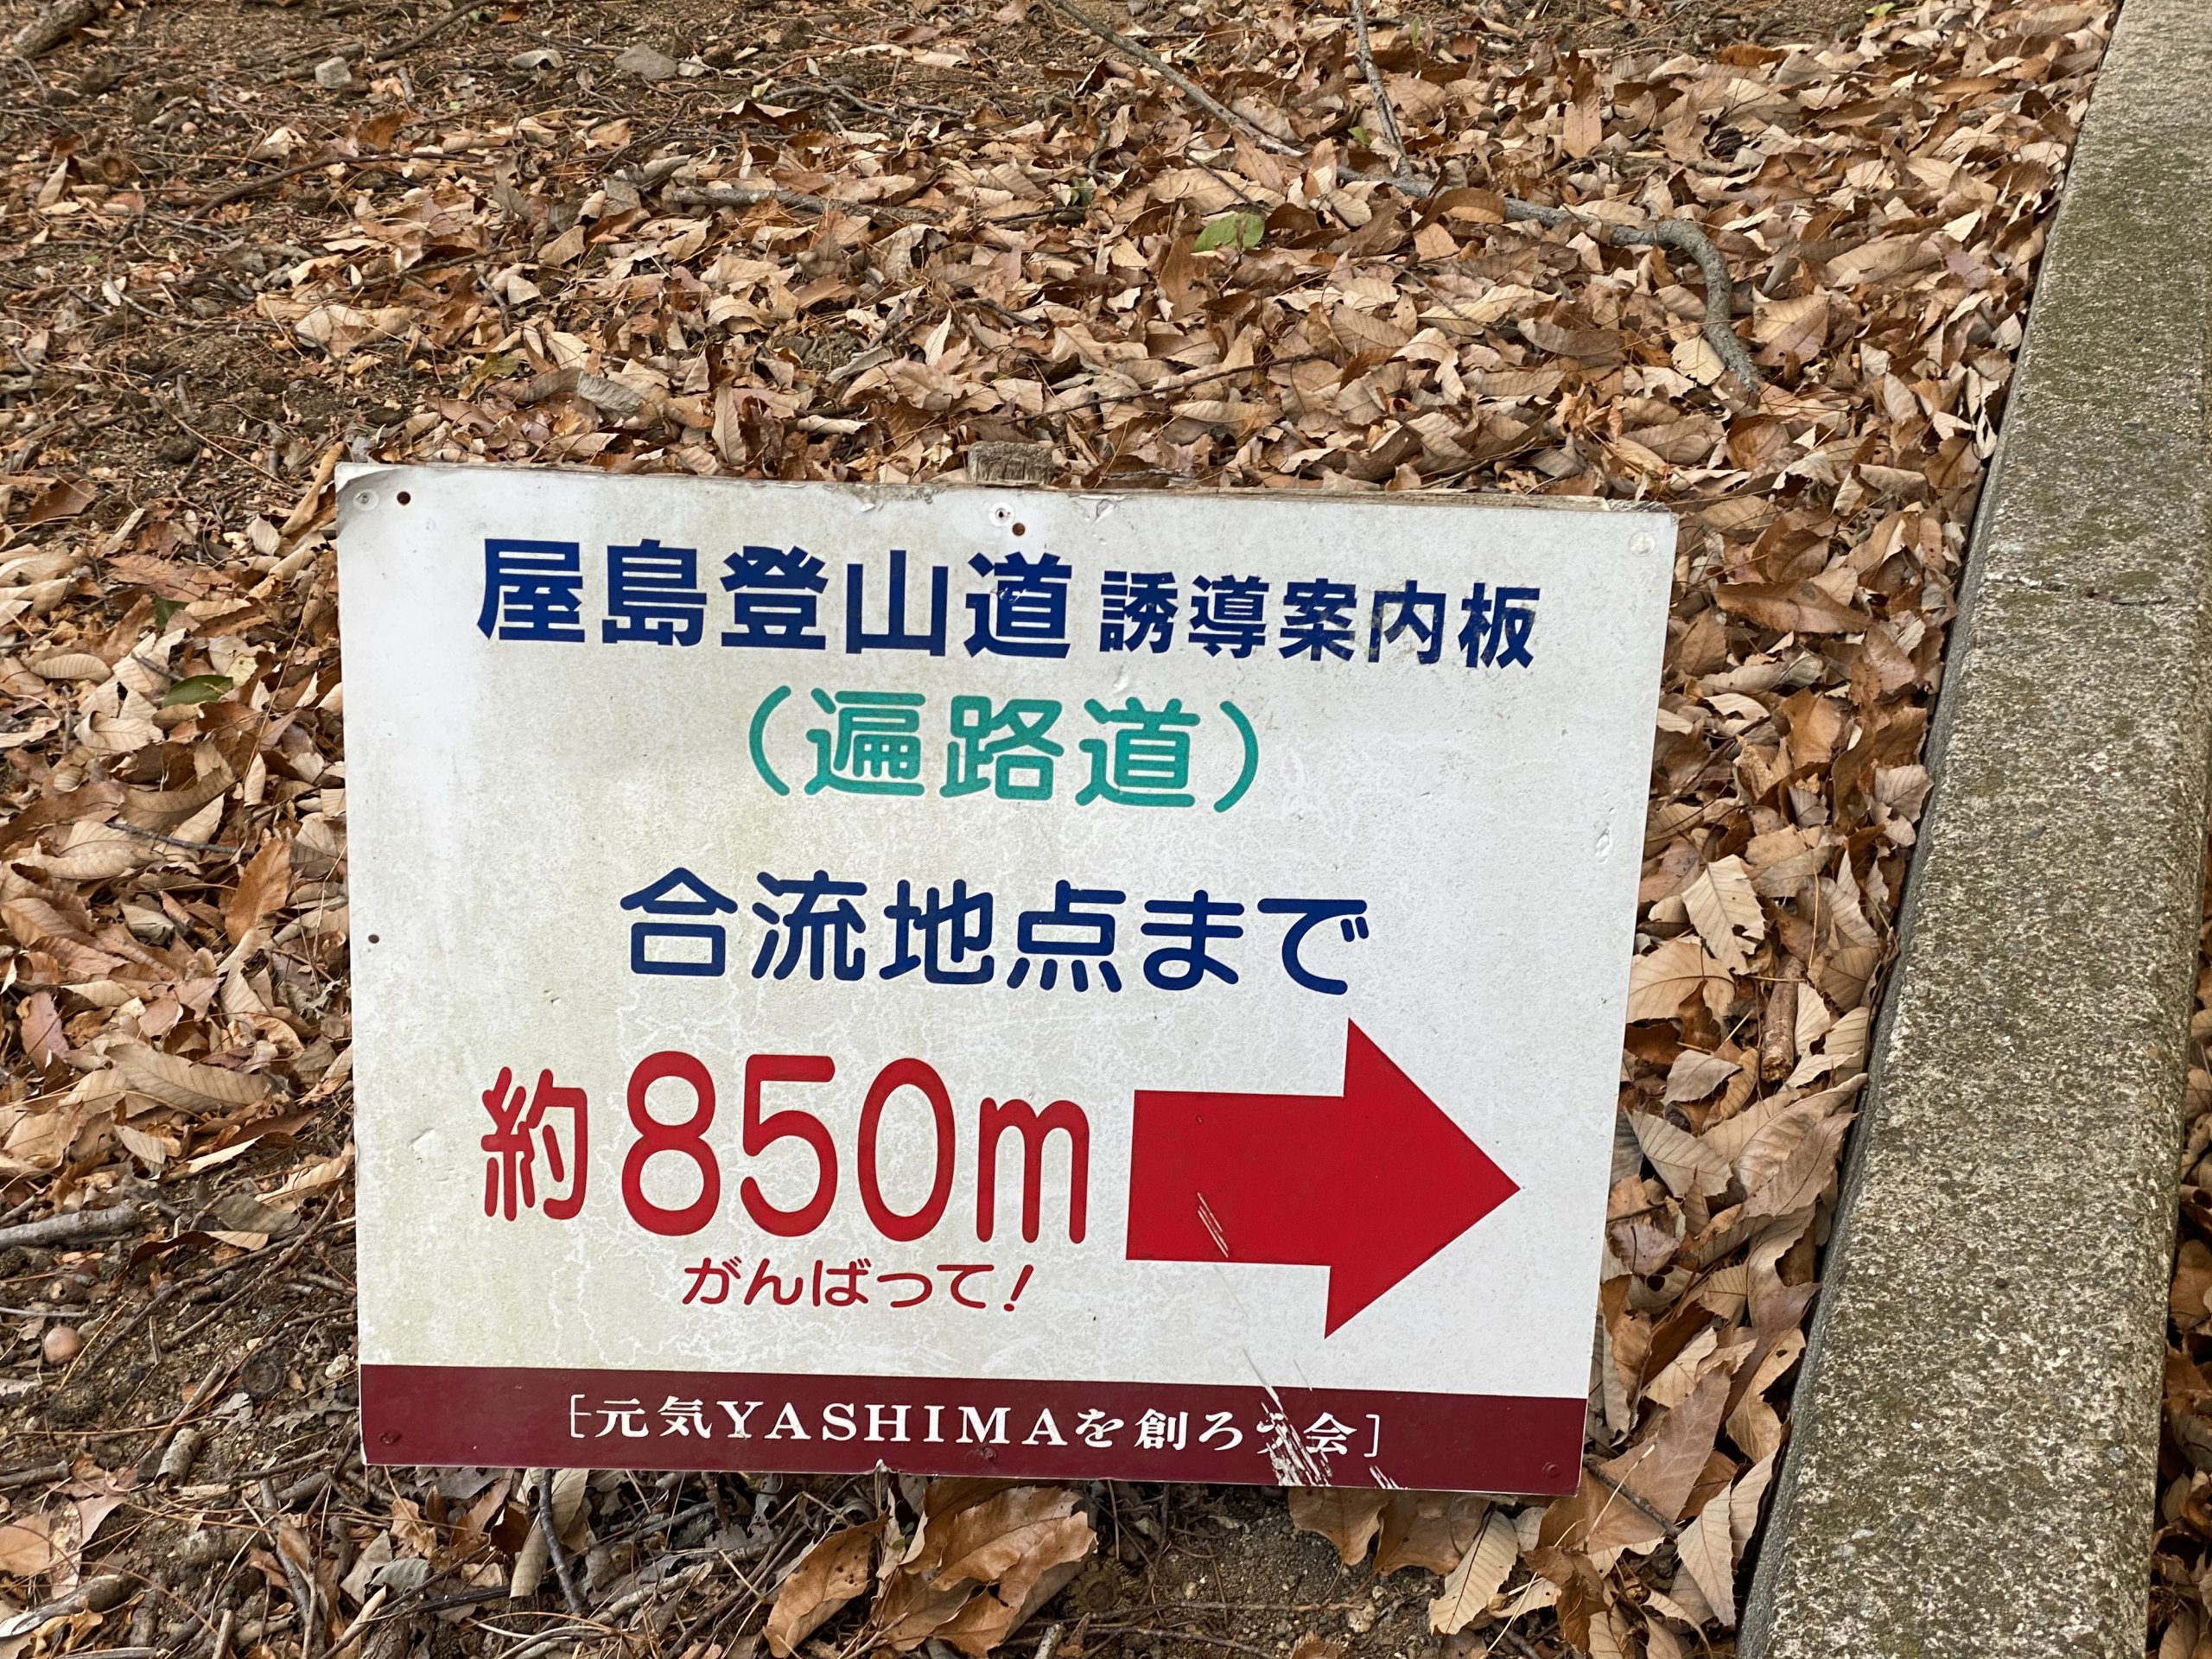 屋島登山道 誘導案内板
（遍路道）
合流地点まで
約850m
がんばって！
［元気YASHIMAを創ろ 会］